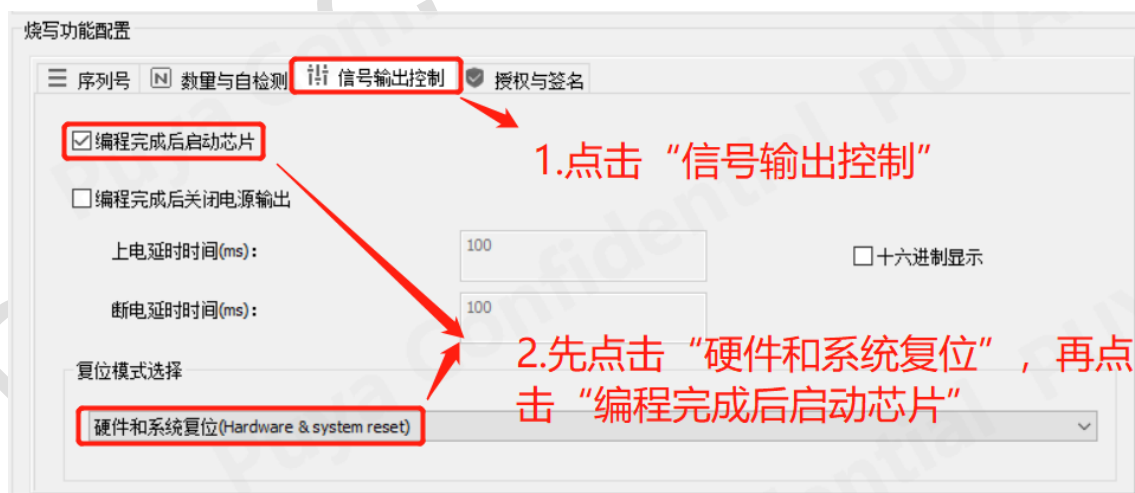 烧写功能配置
序列号 N 数量与自检测 信号输出控制 授权与签名
编程完成后启动芯片
1.点击“信号输出控制”
编程完成后关闭电源输出
上电延时时间(ms)： 100 十六进制显示
断电延时时间(ms)： 100
2.先点击“硬件和系统复位”，再点
击“编程完成后启动芯片”
复位模式选择
硬件和系统复位(Hardware & system reset)
Puya Confidential PUYA
Puya Confidential PUY